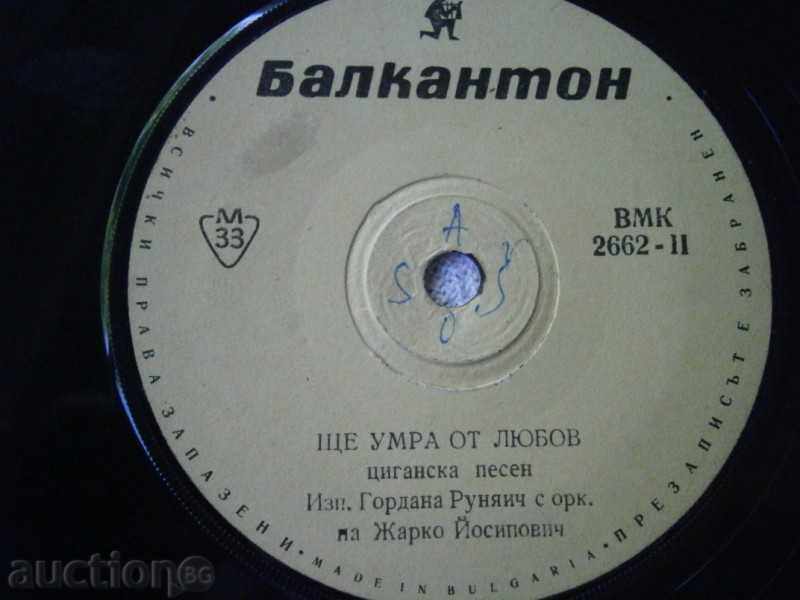 Балкантон
М
33
ВМК
2662-II
ЩЕ УМРА ОТ ЛЮБОВ
циганска песен
Изп. Гордана Руняич с орк.
на Жарко Йосипович
ВСИЧКИ ПРАВА ЗАПАЗЕНИ · MADE IN BULGARIA · ПРЕЗАПИСЪТ Е ЗАБРАНЕН
auction BG